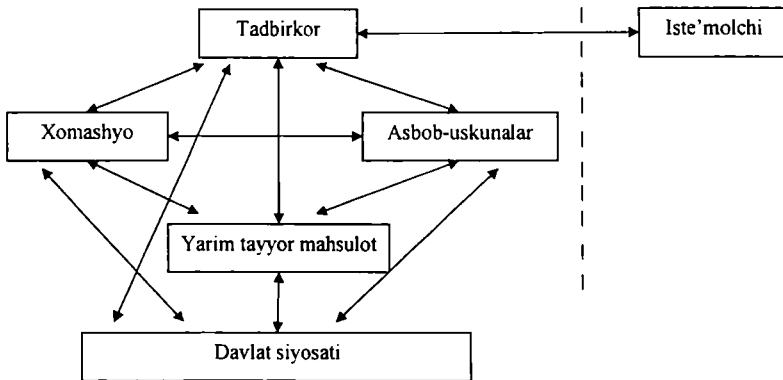 Tadbirkor
Iste’molchi
Xomashyo
Asbob-uskunalar
Yarim tayyor mahsulot
Davlat siyosati